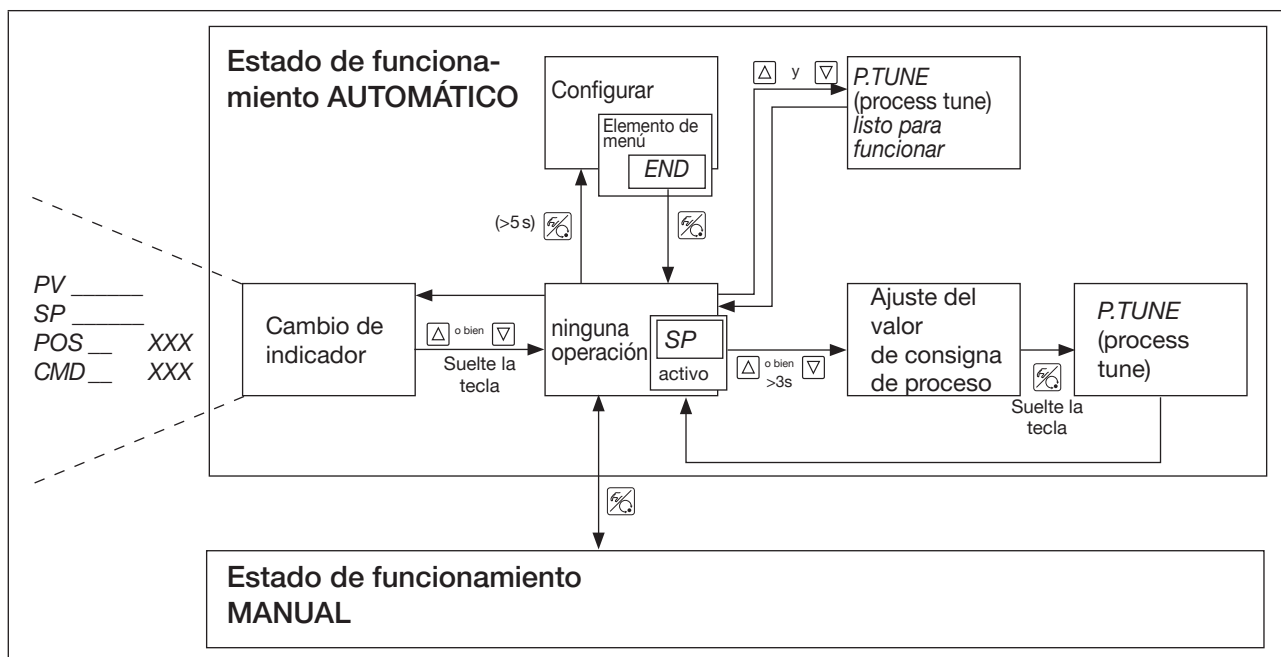 Estado de funciona-
miento AUTOMÁTICO
Configurar
Elemento de
menú
END
△ y ▽
P.TUNE
(process tune)
listo para
funcionar
(>5 s)
PV ______
SP ______
POS __ XXX
CMD __ XXX
Cambio de
indicador
△ o bien ▽
Suelte la
tecla
ninguna
operación
SP
activo
△ o bien ▽
>3s
Ajuste del
valor
de consigna
de proceso
Suelte la
tecla
P.TUNE
(process
tune)
Estado de funcionamiento
MANUAL